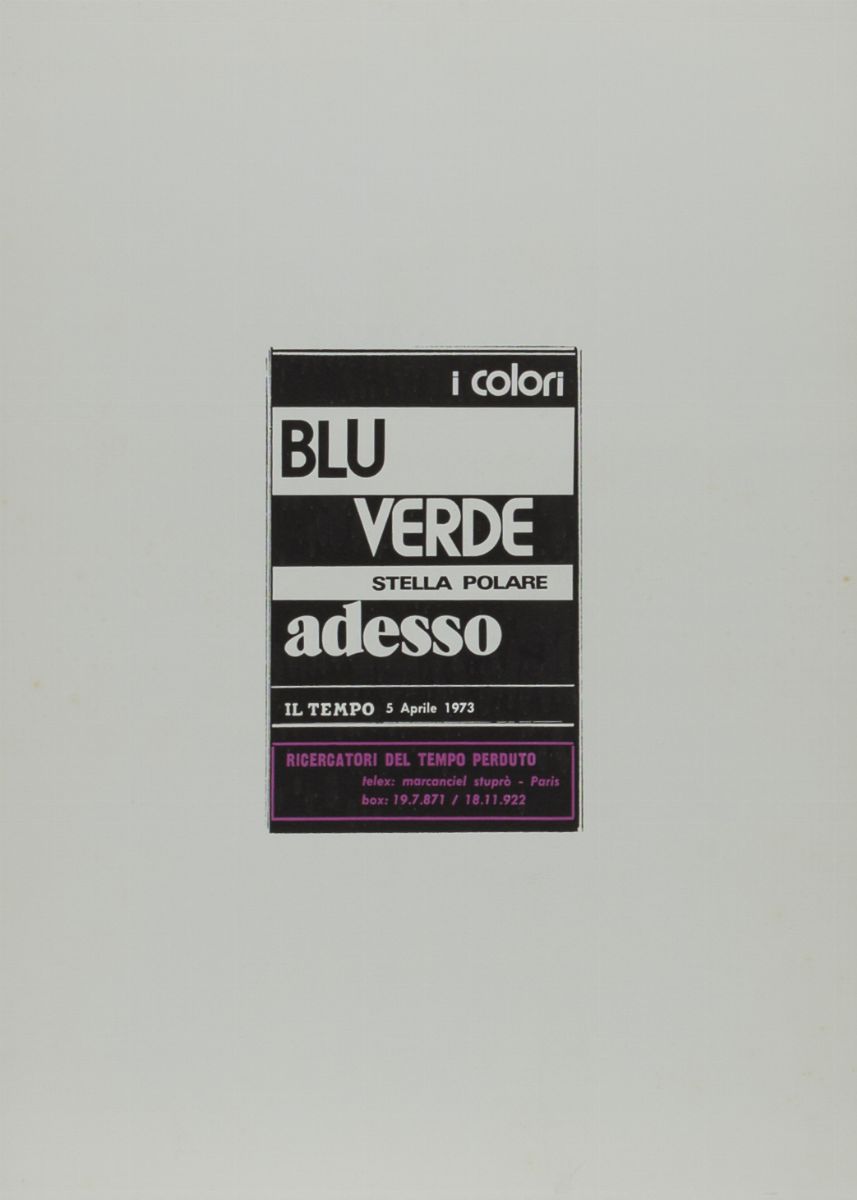 i colori
BLU
VERDE
STELLA POLARE
adesso
IL TEMPO 5 Aprile 1973
RICERCATORI DEL TEMPO PERDUTO
telex: marcanciel stuprò - Paris
box: 19.7.871 / 18.11.922